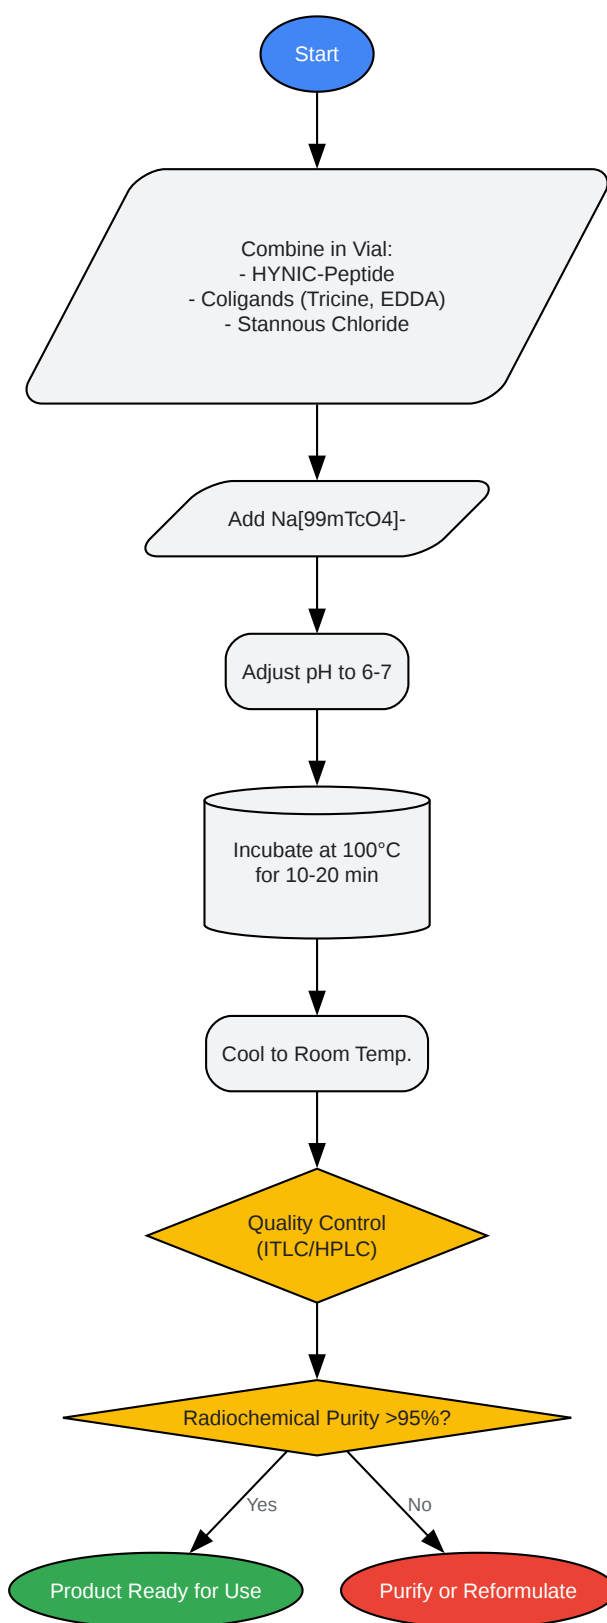 Start
Combine in Vial:
- HYNIC-Peptide
- Coligands (Tricine, EDDA)
- Stannous Chloride
Add Na[99mTcO4]-
Adjust pH to 6-7
Incubate at 100°C
for 10-20 min
Cool to Room Temp.
Quality Control
(ITLC/HPLC)
Radiochemical Purity >95%?
Yes
No
Product Ready for Use
Purify or Reformulate